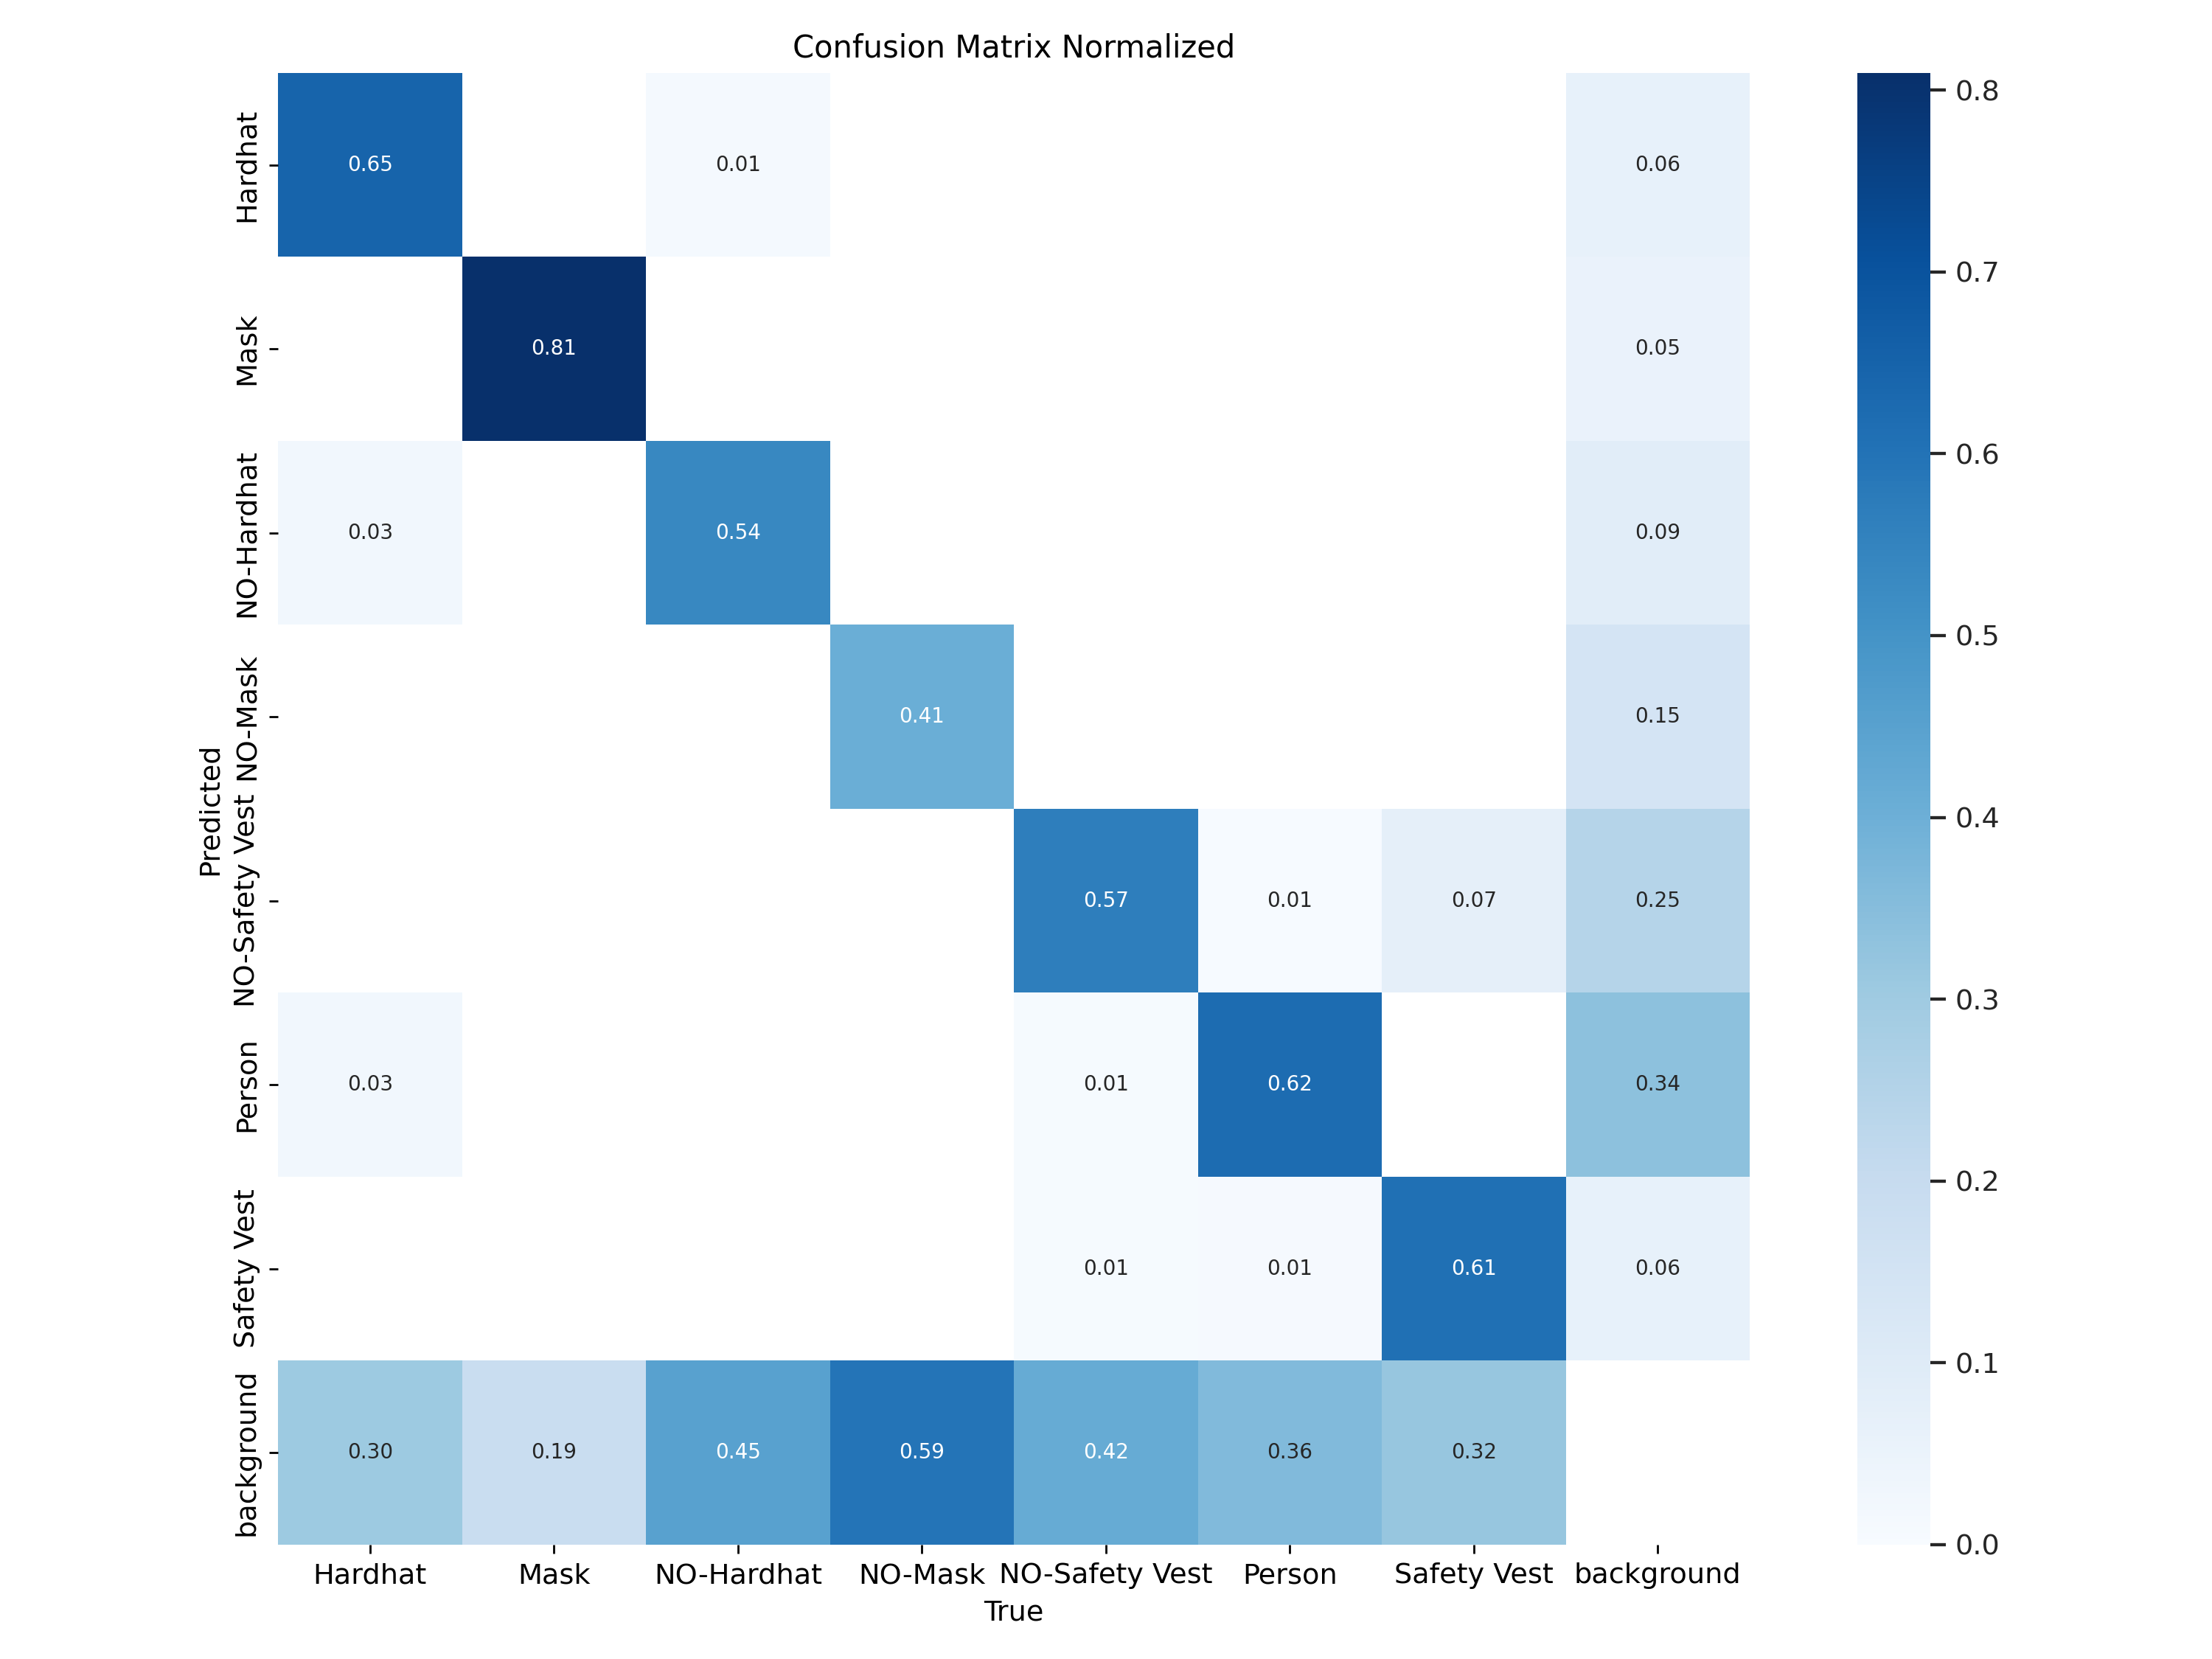 Confusion Matrix Normalized
Hardhat 0.65 0.01 0.06
Mask 0.81 0.05
NO-Hardhat 0.03 0.54 0.09
NO-Mask 0.41 0.15
NO-Safety Vest 0.57 0.01 0.07 0.25
Person 0.03 0.01 0.62 0.34
Safety Vest 0.01 0.01 0.61 0.06
background 0.30 0.19 0.45 0.59 0.42 0.36 0.32
Predicted
Hardhat Mask NO-Hardhat NO-Mask NO-Safety Vest Person Safety Vest background
True
0.8
0.7
0.6
0.5
0.4
0.3
0.2
0.1
0.0